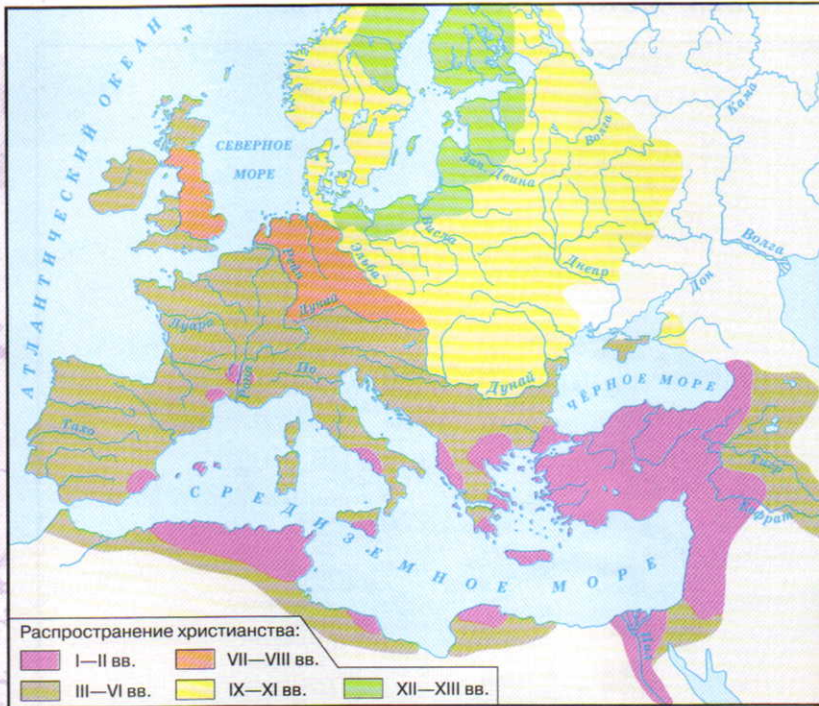 АТЛАНТИЧЕСКИЙ ОКЕАН
СЕВЕРНОЕ
МОРЕ
Кама
Волга
Зап. Двина
Висла
Эльба
Рейн
Днепр
Волга
Дон
Дунай
Луара
Рона
По
Дунай
ЧЁРНОЕ МОРЕ
Тахо
Тигр
Евфрат
СРЕДИЗЕМНОЕ МОРЕ
Нил
Распространение христианства:
I—II вв.
VII—VIII вв.
III—VI вв.
IX—XI вв.
XII—XIII вв.